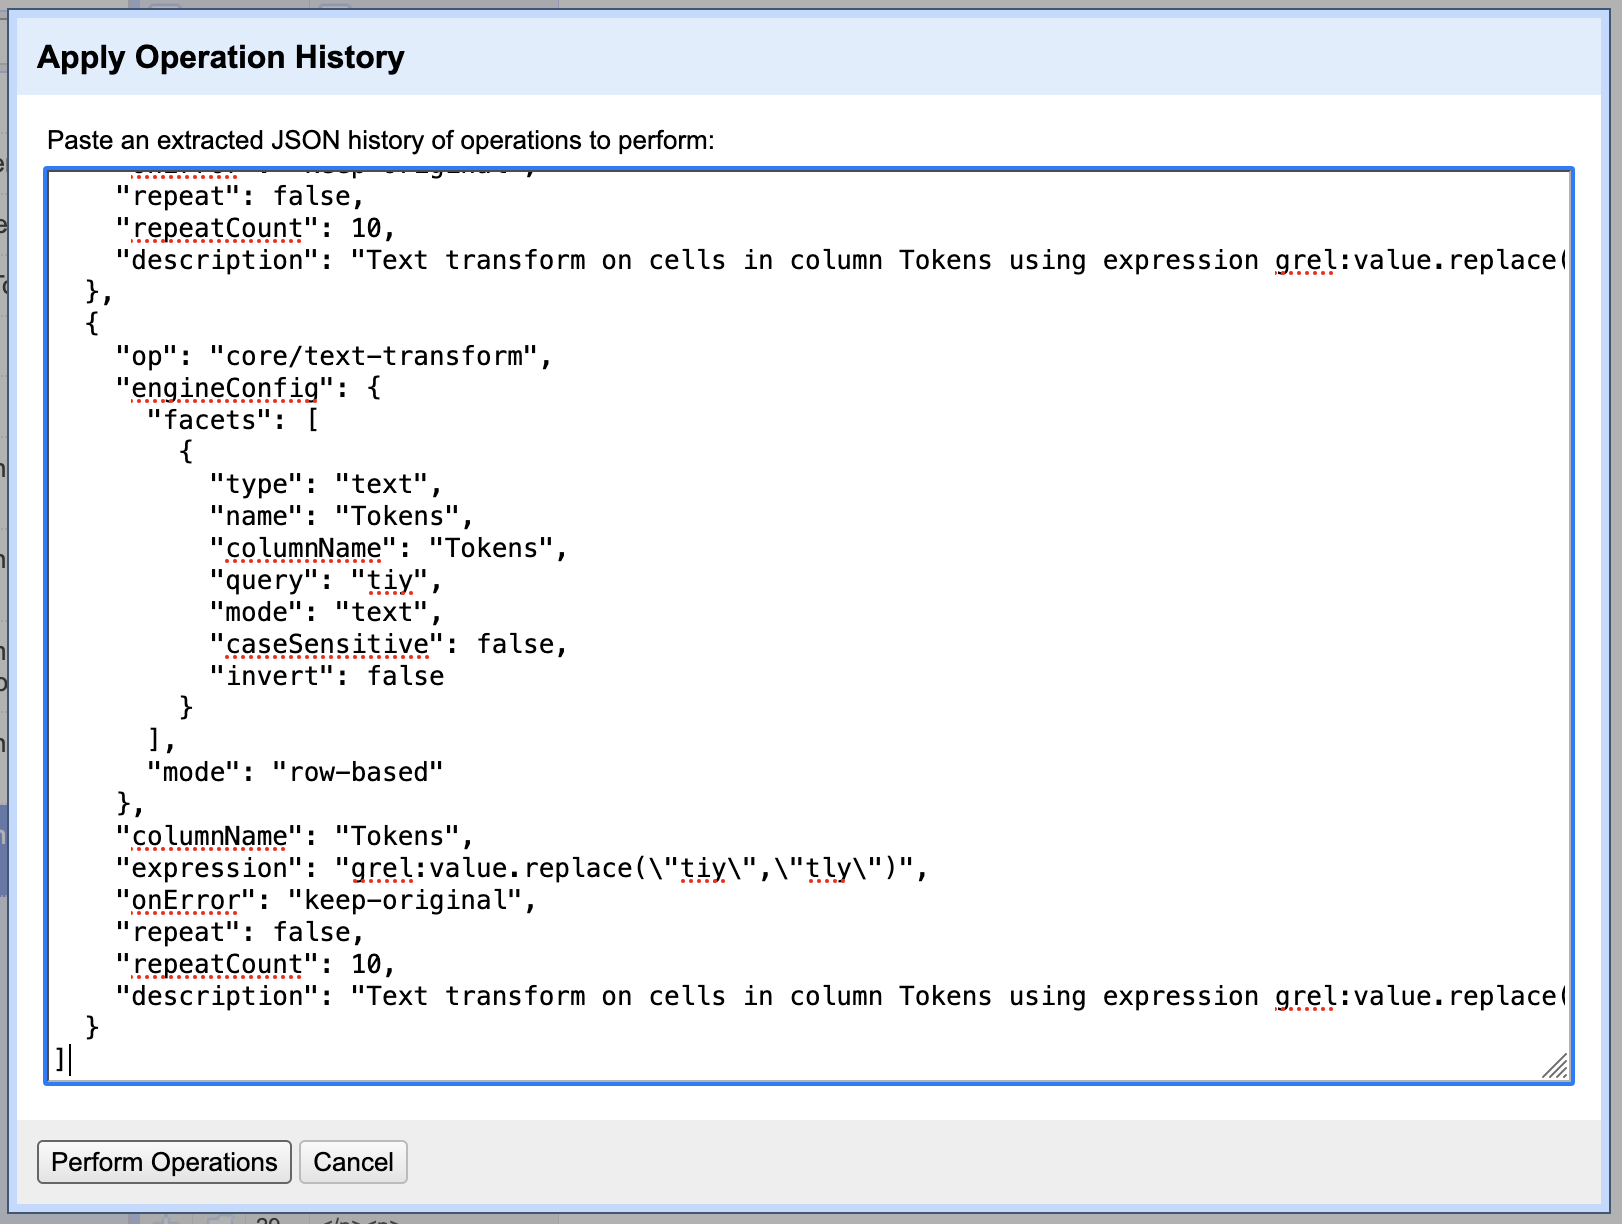 Apply Operation History
Paste an extracted JSON history of operations to perform:
"onError": "keep-original",
"repeat": false,
"repeatCount": 10,
"description": "Text transform on cells in column Tokens using expression grel:value.replace(
},
{
"op": "core/text-transform",
"engineConfig": {
"facets": [
{
"type": "text",
"name": "Tokens",
"columnName": "Tokens",
"query": "tiy",
"mode": "text",
"caseSensitive": false,
"invert": false
}
],
"mode": "row-based"
},
"columnName": "Tokens",
"expression": "grel:value.replace(\"tiy\",\"tly\")",
"onError": "keep-original",
"repeat": false,
"repeatCount": 10,
"description": "Text transform on cells in column Tokens using expression grel:value.replace(
}
]
Perform Operations
Cancel